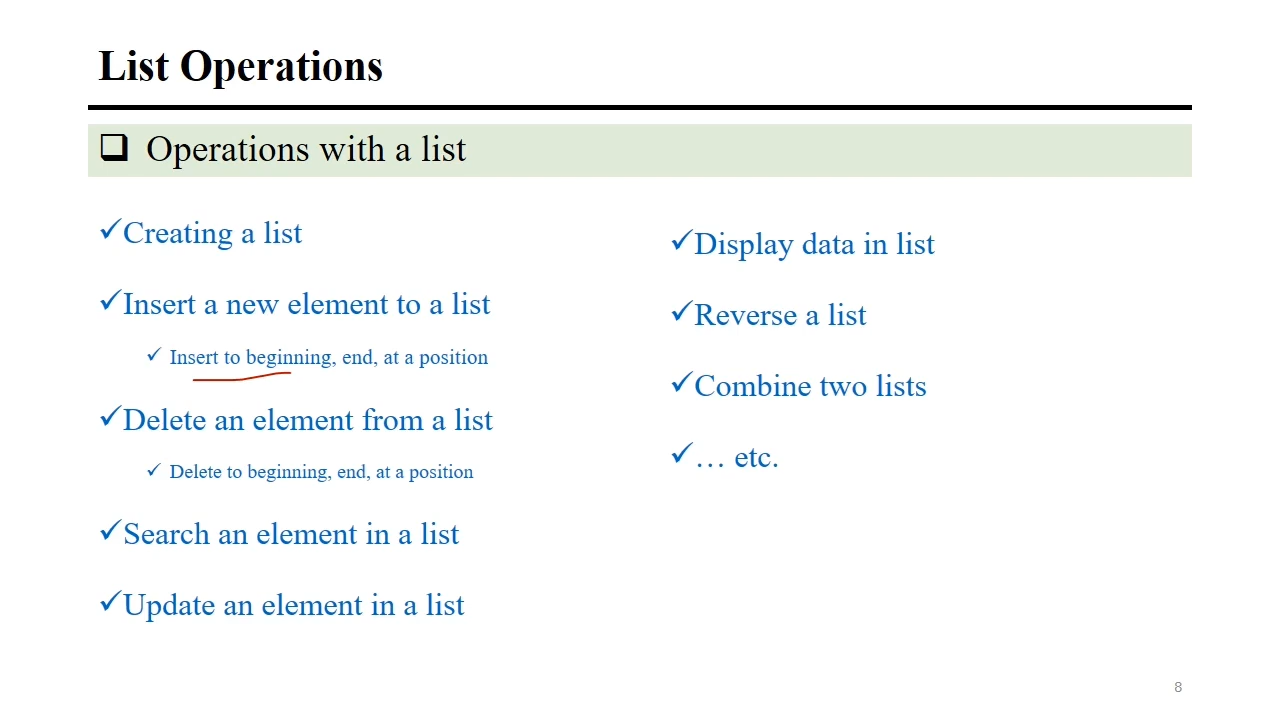 List Operations
❑ Operations with a list
✓Creating a list
✓Insert a new element to a list
✓ Insert to beginning, end, at a position
✓Delete an element from a list
✓ Delete to beginning, end, at a position
✓Search an element in a list
✓Update an element in a list
✓Display data in list
✓Reverse a list
✓Combine two lists
✓… etc.
8